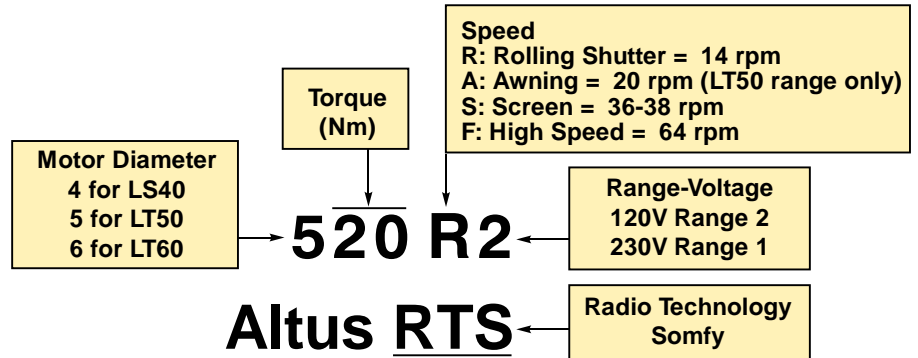 Speed
R: Rolling Shutter = 14 rpm
A: Awning = 20 rpm (LT50 range only)
S: Screen = 36-38 rpm
F: High Speed = 64 rpm
Torque
(Nm)
Motor Diameter
4 for LS40
5 for LT50
6 for LT60
520 R2
Range-Voltage
120V Range 2
230V Range 1
Altus RTS
Radio Technology
Somfy